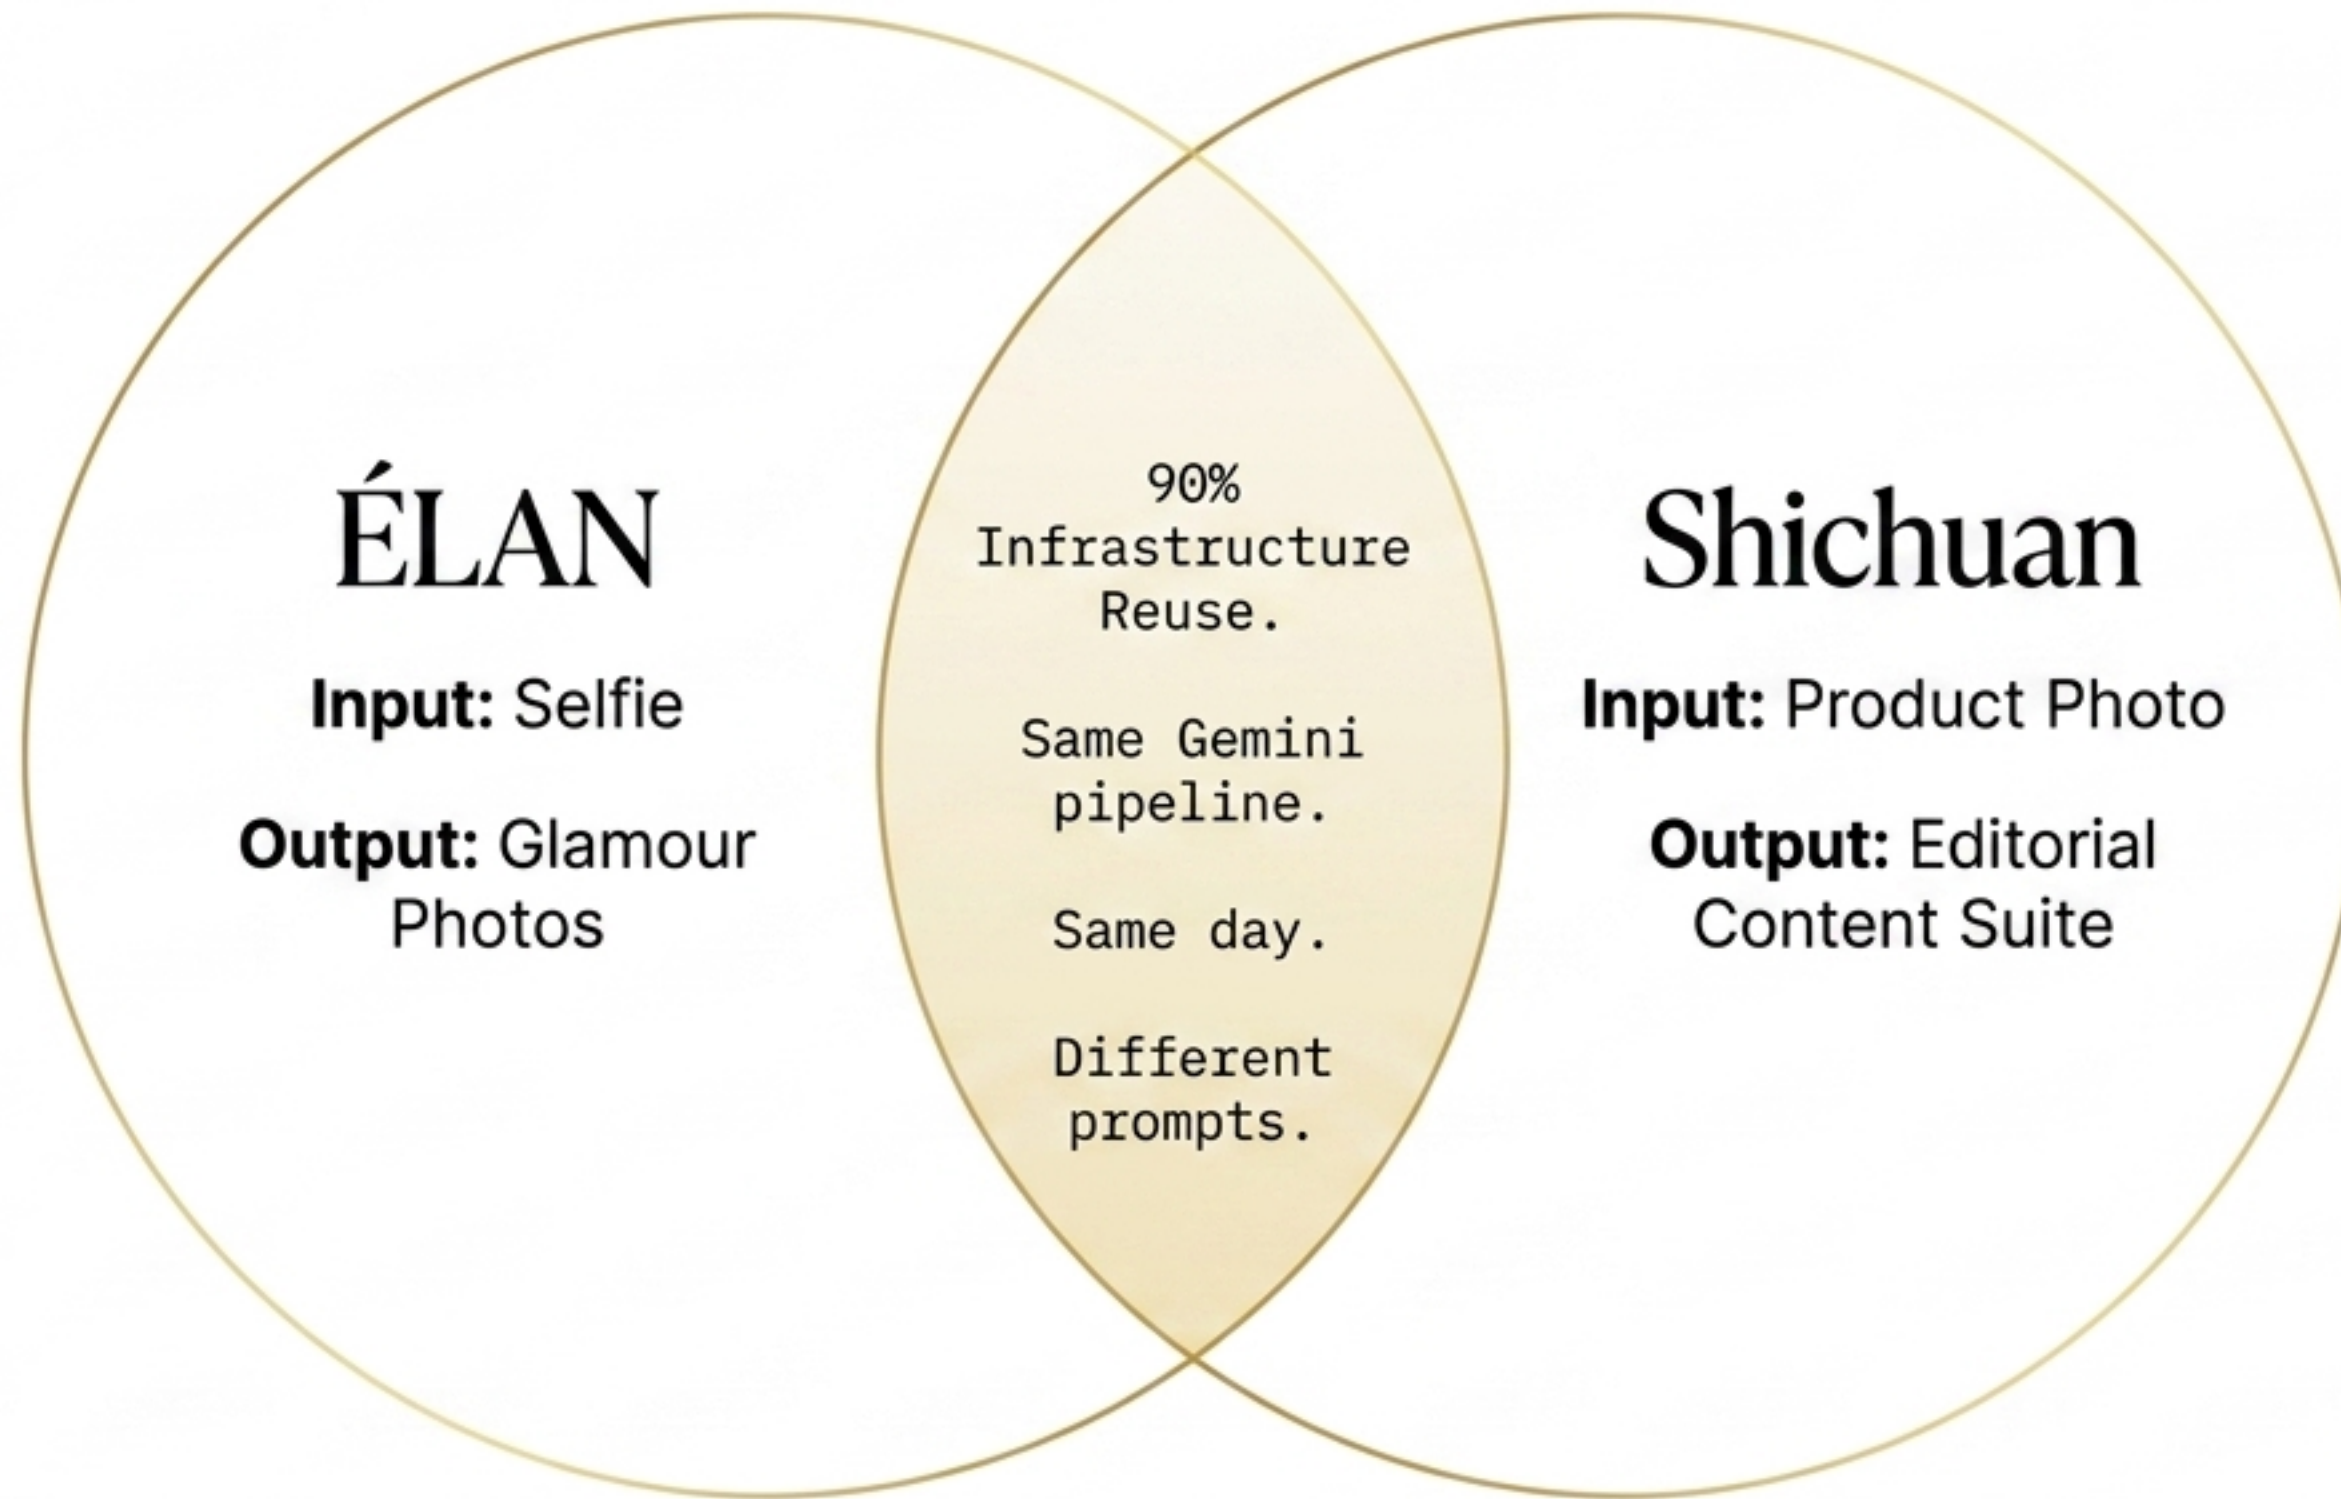 ÉLAN
Input: Selfie
Output: Glamour
Photos
90%
Infrastructure
Reuse.
Same Gemini
pipeline.
Same day.
Different
prompts.
Shichuan
Input: Product Photo
Output: Editorial
Content Suite